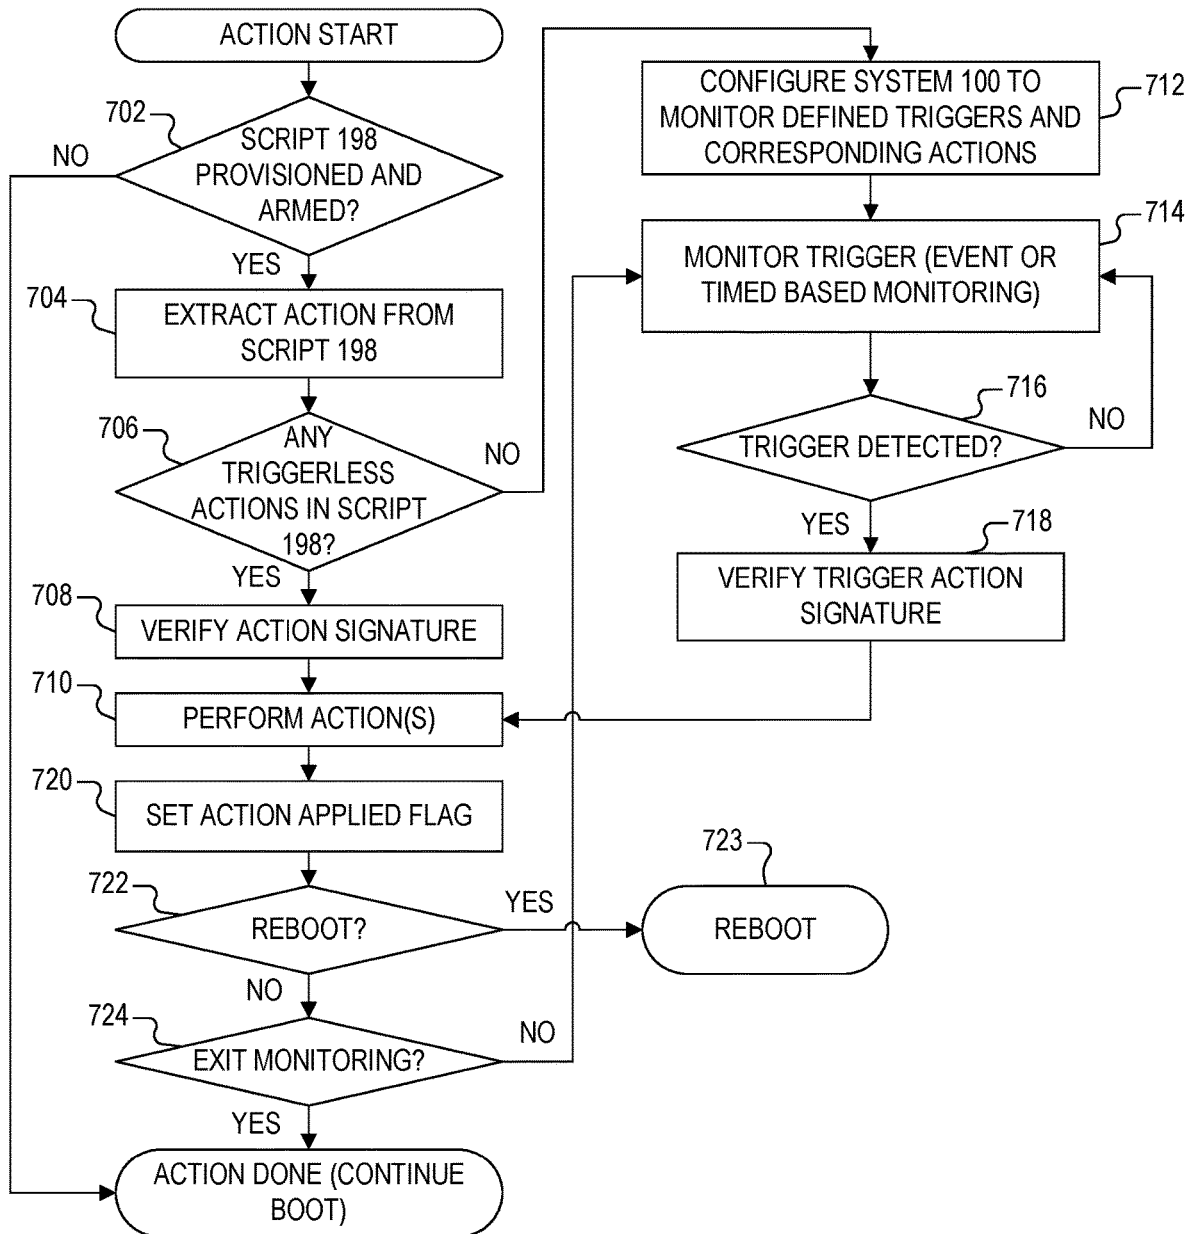 ACTION START
702
SCRIPT 198
PROVISIONED AND
ARMED?
NO
YES
704
EXTRACT ACTION FROM
SCRIPT 198
706
ANY
TRIGGERLESS
ACTIONS IN SCRIPT
198?
NO
YES
708
VERIFY ACTION SIGNATURE
710
PERFORM ACTION(S)
720
SET ACTION APPLIED FLAG
722
REBOOT?
YES
NO
723
REBOOT
724
EXIT MONITORING?
NO
YES
ACTION DONE (CONTINUE
BOOT)
CONFIGURE SYSTEM 100 TO
MONITOR DEFINED TRIGGERS AND
CORRESPONDING ACTIONS
712
714
MONITOR TRIGGER (EVENT OR
TIMED BASED MONITORING)
716
TRIGGER DETECTED?
NO
YES
718
VERIFY TRIGGER ACTION
SIGNATURE